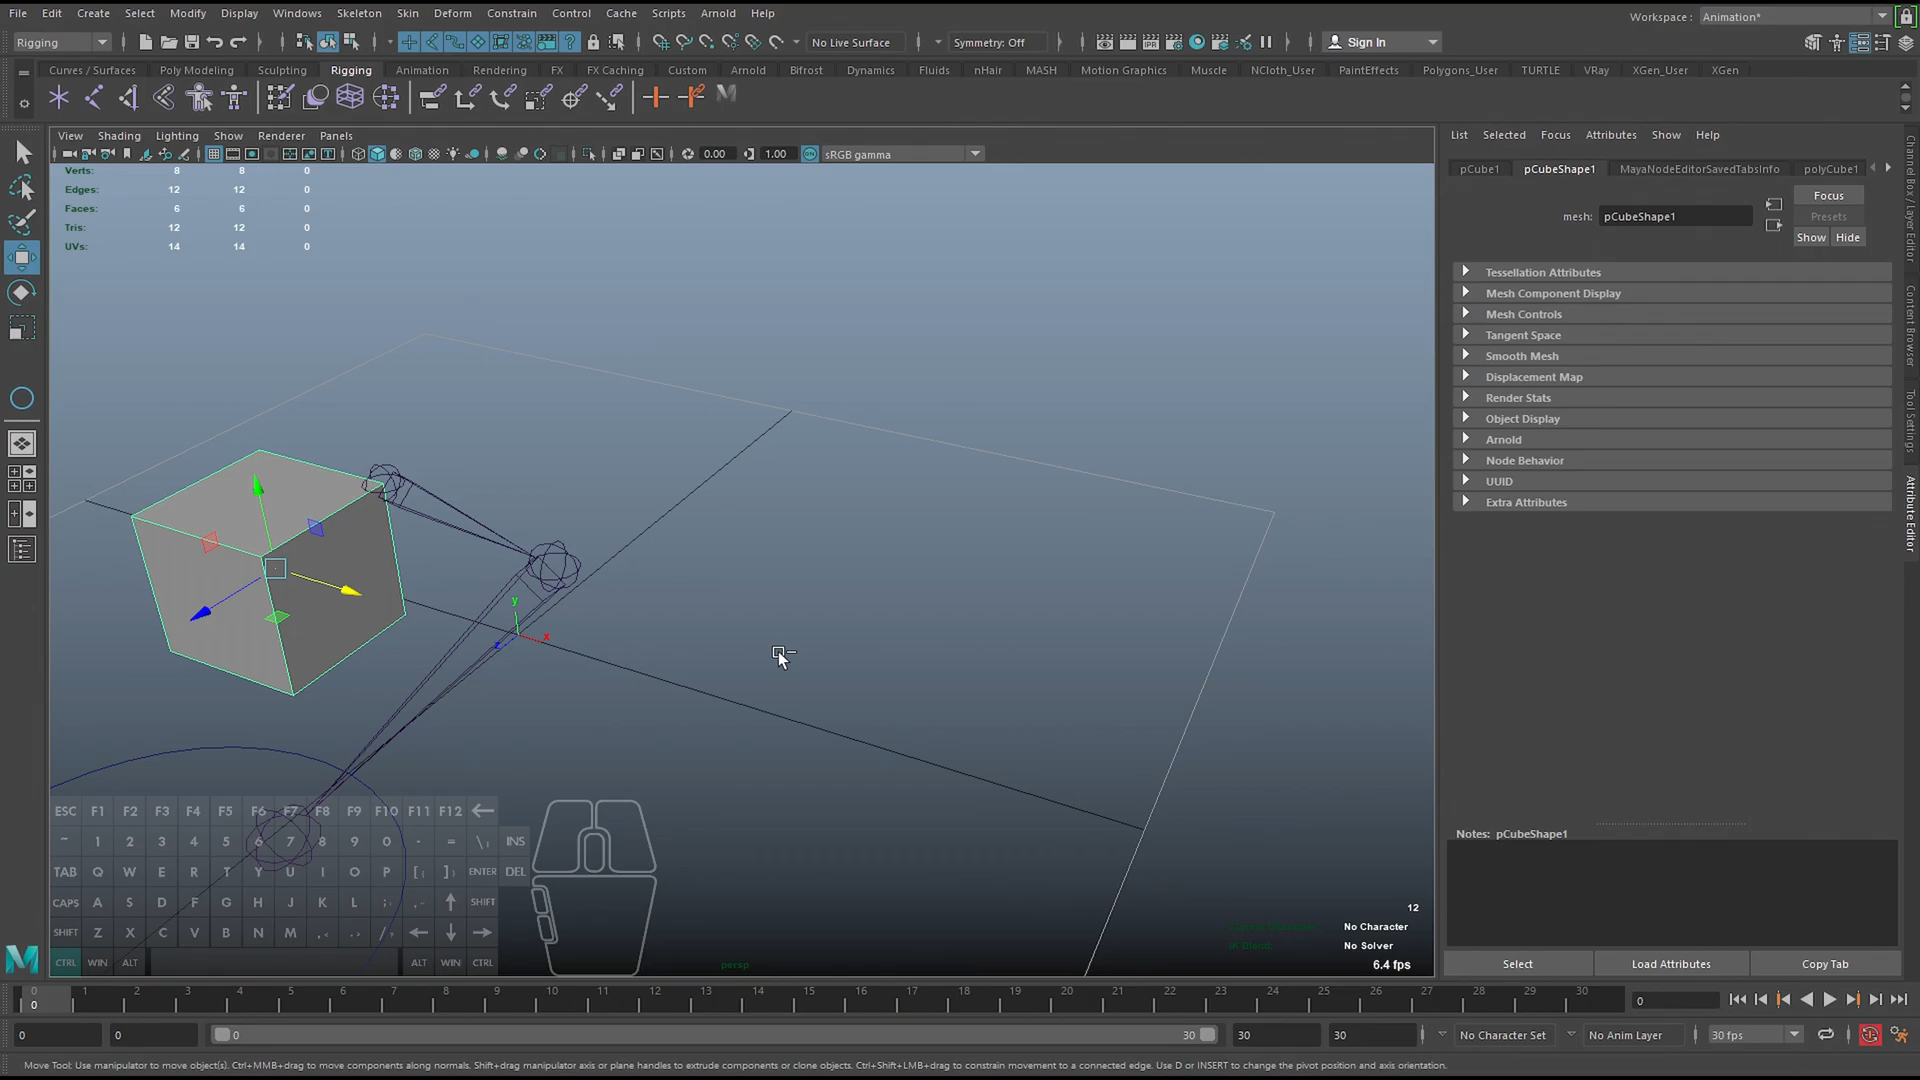 File Edit Create Select Modify Display Windows Skeleton Skin Deform Constrain Control Cache Scripts Arnold Help
Workspace : Animation*
Rigging No Live Surface Symmetry: Off Sign In
Curves / Surfaces Poly Modeling Sculpting Rigging Animation Rendering FX FX Caching Custom Arnold Bifrost Dynamics Fluids nHair MASH Motion Graphics Muscle NCloth_User PaintEffects Polygons_User TURTLE VRay XGen_User XGen
View Shading Lighting Show Renderer Panels
0.00 1.00 sRGB gamma
Verts: 8 8 0
Edges: 12 12 0
Faces: 6 6 0
Tris: 12 12 0
UVs: 14 14 0
y
x
z
ESC F1 F2 F3 F4 F5 F6 F7 F8 F9 F10 F11 F12
~ 1 2 3 4 5 6 7 8 9 0 - = \ INS
TAB Q W E R T Y U I O P [ ] ENTER DEL
CAPS A S D F G H J K L ; SHIFT
SHIFT Z X C V B N M , . /
CTRL WIN ALT ALT WIN CTRL
12
No Character
No Solver
6.4 fps
persp
List Selected Focus Attributes Show Help
pCube1 pCubeShape1 MayaNodeEditorSavedTabsInfo polyCube1
mesh: pCubeShape1
Focus
Presets
Show Hide
Tessellation Attributes
Mesh Component Display
Mesh Controls
Tangent Space
Smooth Mesh
Displacement Map
Render Stats
Object Display
Arnold
Node Behavior
UUID
Extra Attributes
Notes: pCubeShape1
Select Load Attributes Copy Tab
Channel Box / Layer Editor
Content Browser
Tool Settings
Attribute Editor
0 1 2 3 4 5 6 7 8 9 10 11 12 13 14 15 16 17 18 19 20 21 22 23 24 25 26 27 28 29 30
0 0
0 0 0 30 30 30 No Character Set No Anim Layer 30 fps
Move Tool: Use manipulator to move object(s). Ctrl+MMB+drag to move components along normals. Shift+drag manipulator axis or plane handles to extrude components or clone objects. Ctrl+Shift+LMB+drag to constrain movement to a connected edge. Use D or INSERT to change the pivot position and axis orientation.